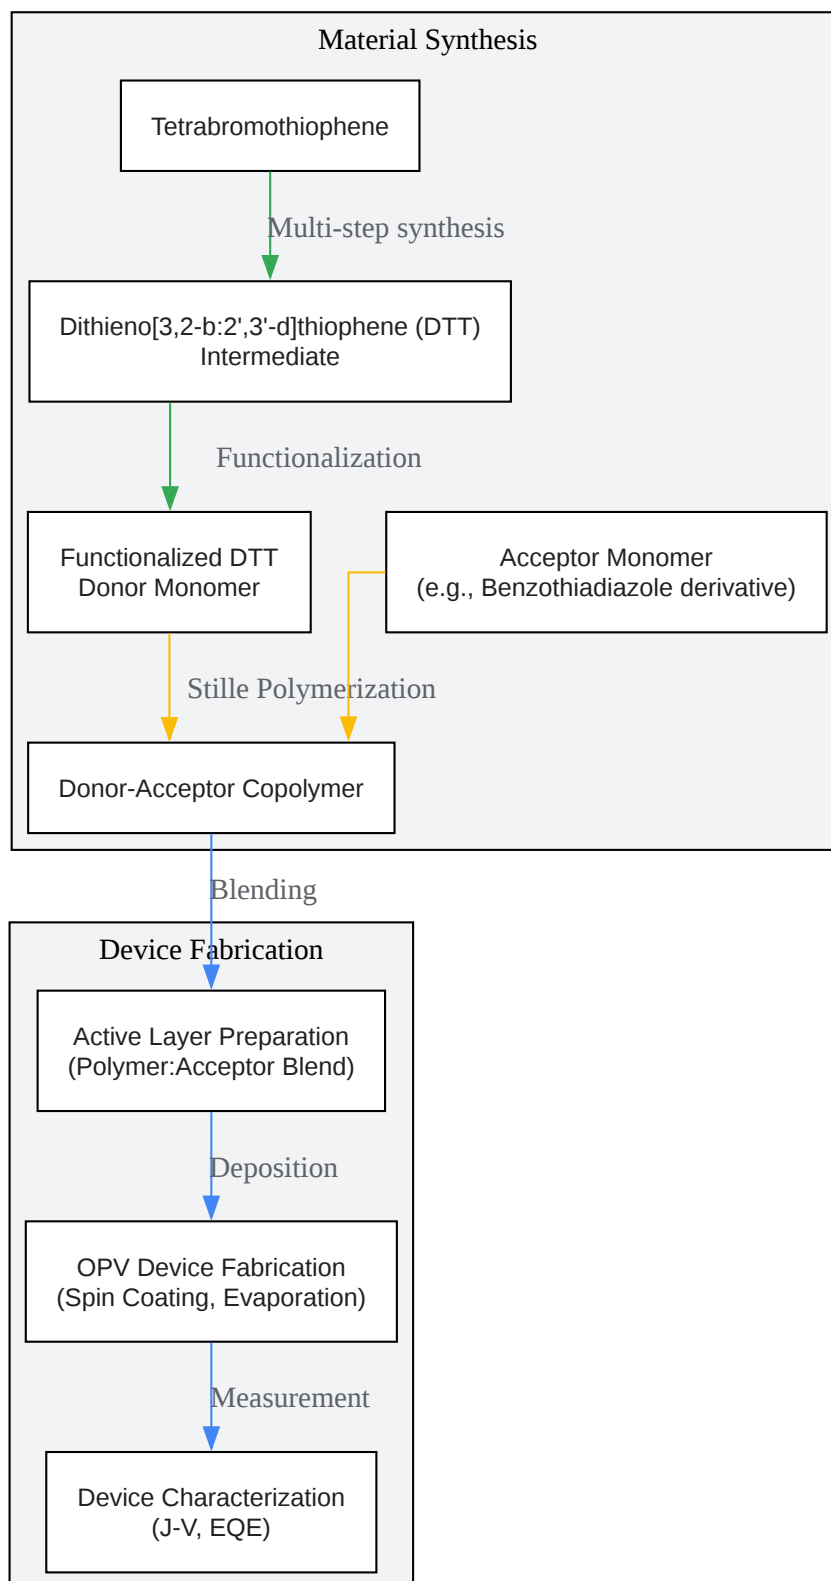 Material Synthesis
Tetrabromothiophene
Multi-step synthesis
Dithieno[3,2-b:2',3'-d]thiophene (DTT)
Intermediate
Functionalization
Functionalized DTT
Donor Monomer
Acceptor Monomer
(e.g., Benzothiadiazole derivative)
Stille Polymerization
Donor-Acceptor Copolymer
Blending
Device Fabrication
Active Layer Preparation
(Polymer:Acceptor Blend)
Deposition
OPV Device Fabrication
(Spin Coating, Evaporation)
Measurement
Device Characterization
(J-V, EQE)